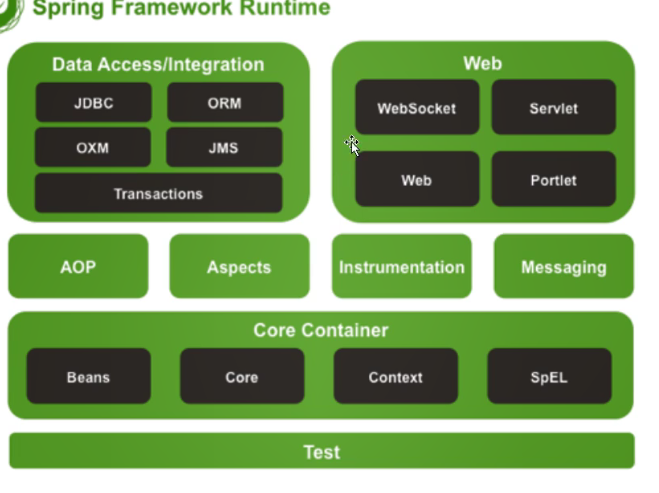 Spring Framework Runtime
Data Access/Integration
JDBC
ORM
OXM
JMS
Transactions
Web
WebSocket
Servlet
Web
Portlet
AOP
Aspects
Instrumentation
Messaging
Core Container
Beans
Core
Context
SpEL
Test